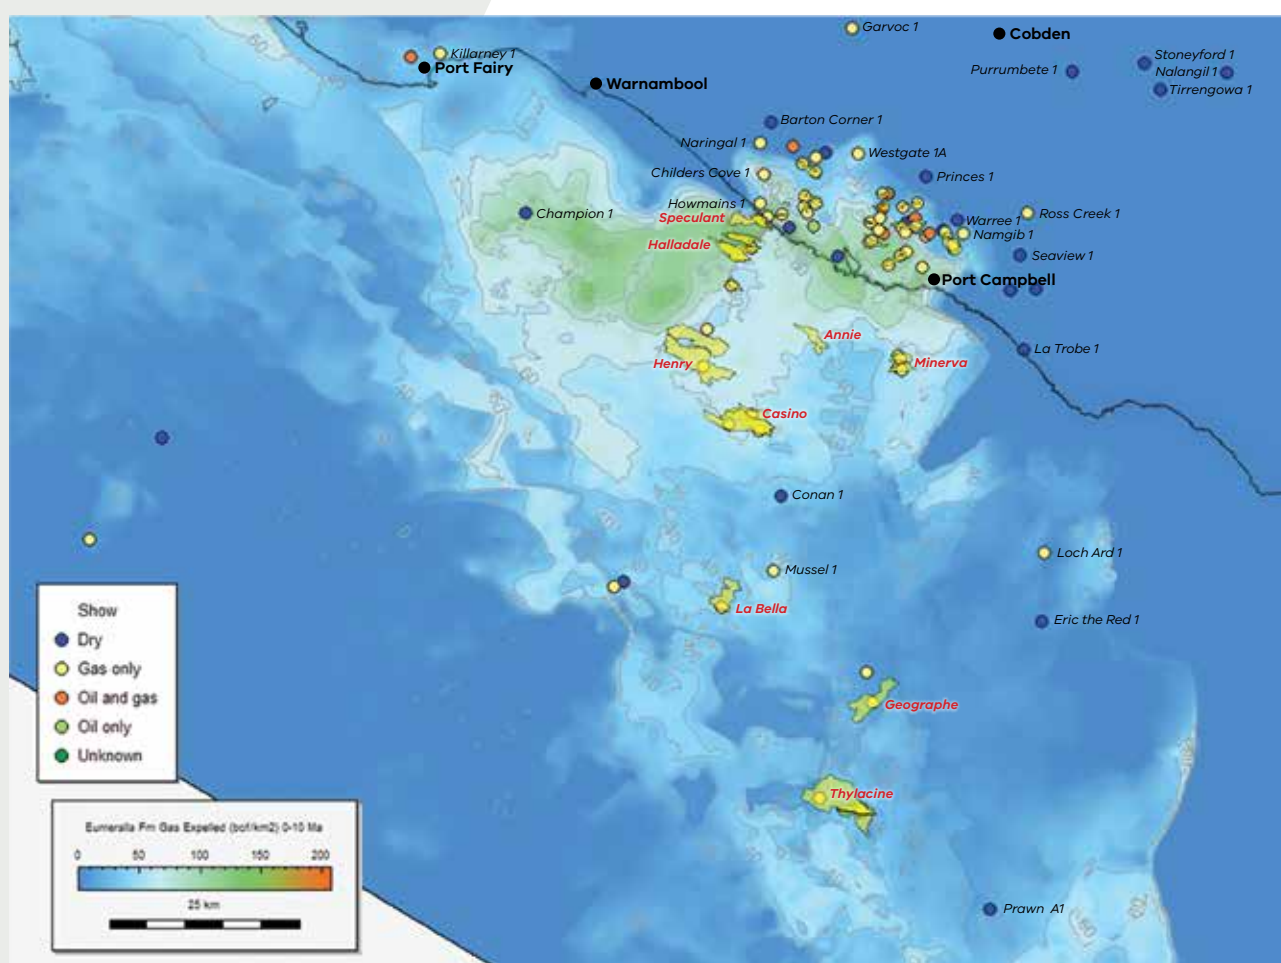 Garvoc 1
Cobden
Killarney 1
Port Fairy
Stoneyford 1
Purrumbete 1
Nalangil 1
Tirrengowa 1
Warnambool
Barton Corner 1
Naringal 1
Westgate 1A
Childers Cove 1
Princes 1
Howmains 1
Champion 1
Speculant
Warree 1
Ross Creek 1
Namgib 1
Halladale
Seaview 1
Port Campbell
Annie
La Trobe 1
Henry
Minerva
Casino
Conan 1
Loch Ard 1
Mussel 1
La Bella
Eric the Red 1
Geographe
Thylacine
Prawn A1
Show
Dry
Gas only
Oil and gas
Oil only
Unknown
Eumeralla Fm Gas Expelled (bcf/km2) 0-10 Ma
0 50 100 150 200
25 km